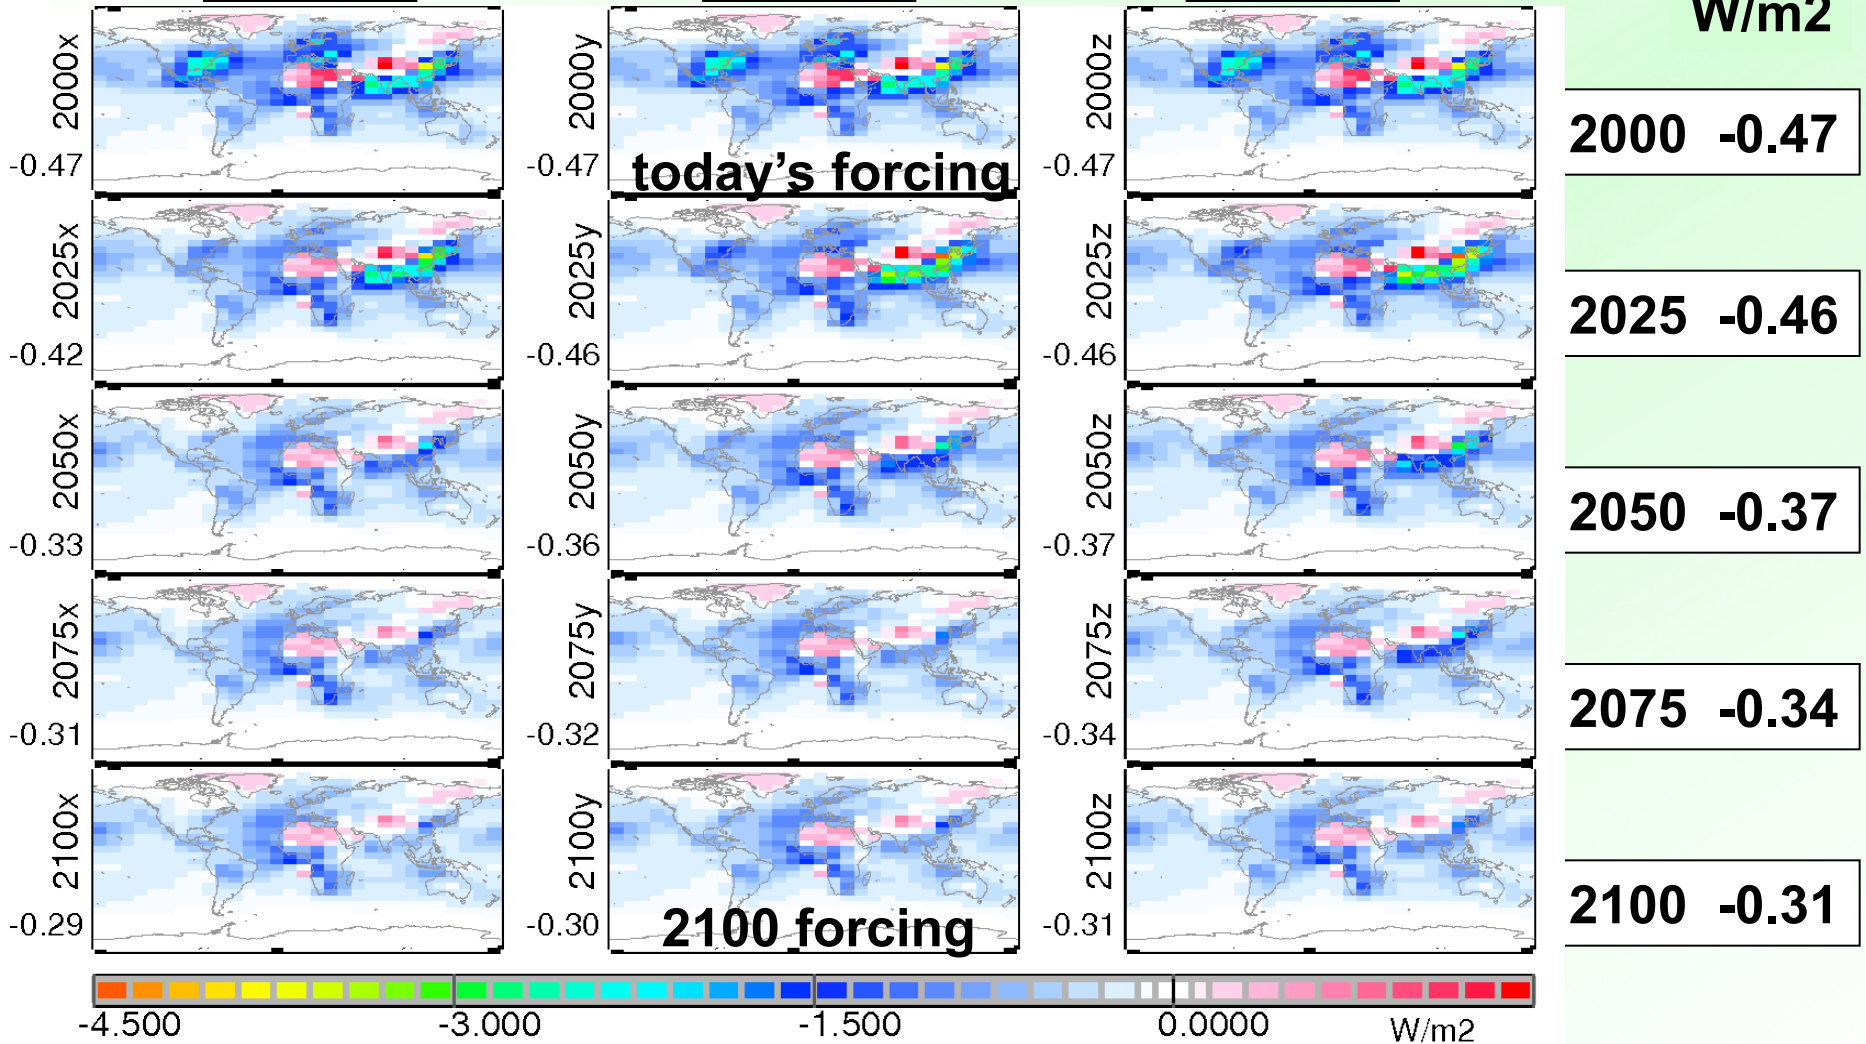 W/m2
2000x
-0.47
2000y
-0.47
2000z
-0.47
today's forcing
2000 -0.47
2025x
-0.42
2025y
-0.46
2025z
-0.46
2025 -0.46
2050x
-0.33
2050y
-0.36
2050z
-0.37
2050 -0.37
2075x
-0.31
2075y
-0.32
2075z
-0.34
2075 -0.34
2100x
-0.29
2100y
-0.30
2100z
-0.31
2100 forcing
2100 -0.31
-4.500 -3.000 -1.500 0.0000 W/m2